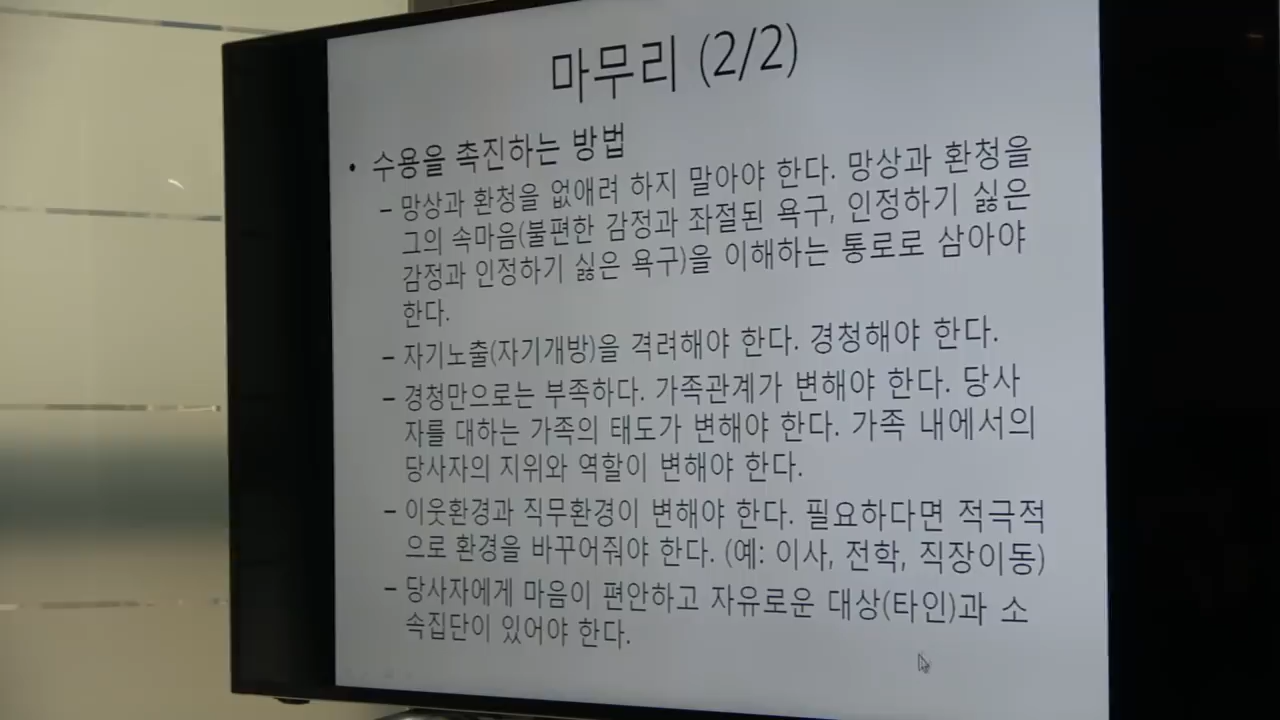 마무리 (2/2)
• 수용을 촉진하는 방법
– 망상과 환청을 없애려 하지 말아야 한다. 망상과 환청을
그의 속마음(불편한 감정과 좌절된 욕구, 인정하기 싫은
감정과 인정하기 싫은 욕구)을 이해하는 통로로 삼아야
한다.
– 자기노출(자기개방)을 격려해야 한다. 경청해야 한다.
– 경청만으로는 부족하다. 가족관계가 변해야 한다. 당사
자를 대하는 가족의 태도가 변해야 한다. 가족 내에서의
당사자의 지위와 역할이 변해야 한다.
– 이웃환경과 직무환경이 변해야 한다. 필요하다면 적극적
으로 환경을 바꾸어줘야 한다. (예: 이사, 전학, 직장이동)
– 당사자에게 마음이 편안하고 자유로운 대상(타인)과 소
속집단이 있어야 한다.